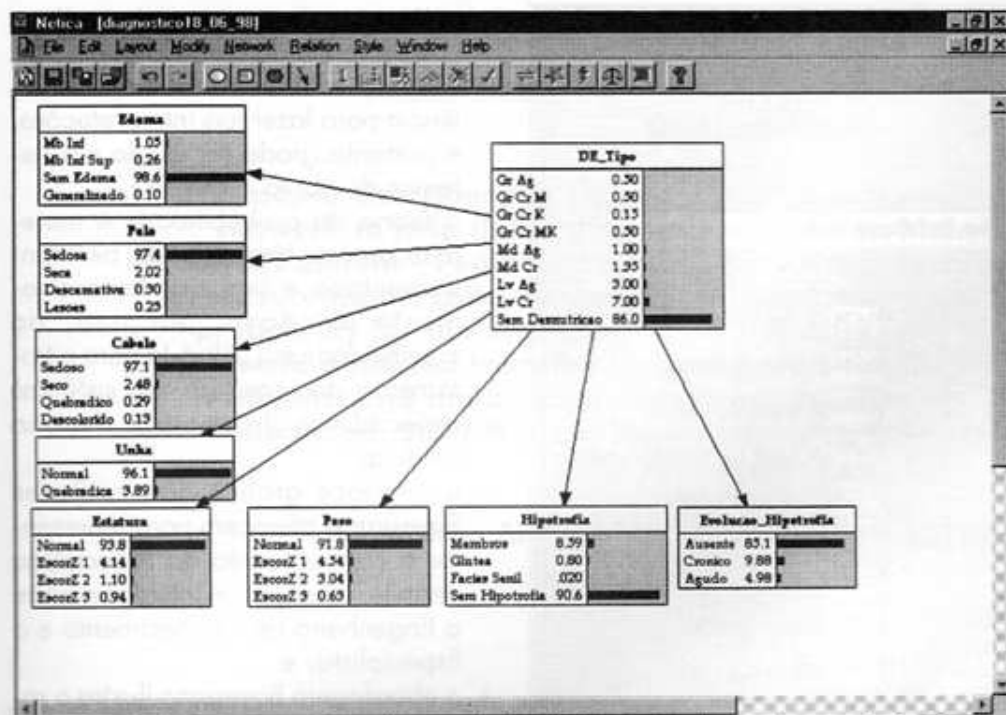 Netica - [diagnostico18_06_98]
File Edit Layout Modify Network Relation Style Window Help
Edema
Mb Inf 1.05
Mb Inf Sup 0.26
Sem Edema 98.6
Generalizado 0.10
DE_Tipo
Gr Ag 0.50
Gr Cr M 0.50
Gr Cr K 0.15
Gr Cr MK 0.50
Md Ag 1.00
Md Cr 1.35
Lv Ag 3.00
Lv Cr 7.00
Sem Desnutricao 86.0
Pele
Sedosa 97.4
Seca 2.02
Descamativa 0.30
Lesoes 0.25
Cabelo
Sedoso 97.1
Seco 2.48
Quebradico 0.29
Descolorido 0.13
Unha
Normal 96.1
Quebradica 3.89
Estatura
Normal 93.8
EscorZ 1 4.14
EscorZ 2 1.10
EscorZ 3 0.94
Peso
Normal 91.8
EscorZ 1 4.54
EscorZ 2 3.04
EscorZ 3 0.63
Hipotrofia
Membros 8.59
Glutea 0.80
Facies Senil .020
Sem Hipotrofia 90.6
Evolucao_Hipotrofia
Ausente 85.1
Cronico 9.88
Agudo 4.98